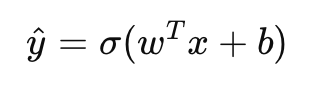 ŷ = σ(wᵀx + b)